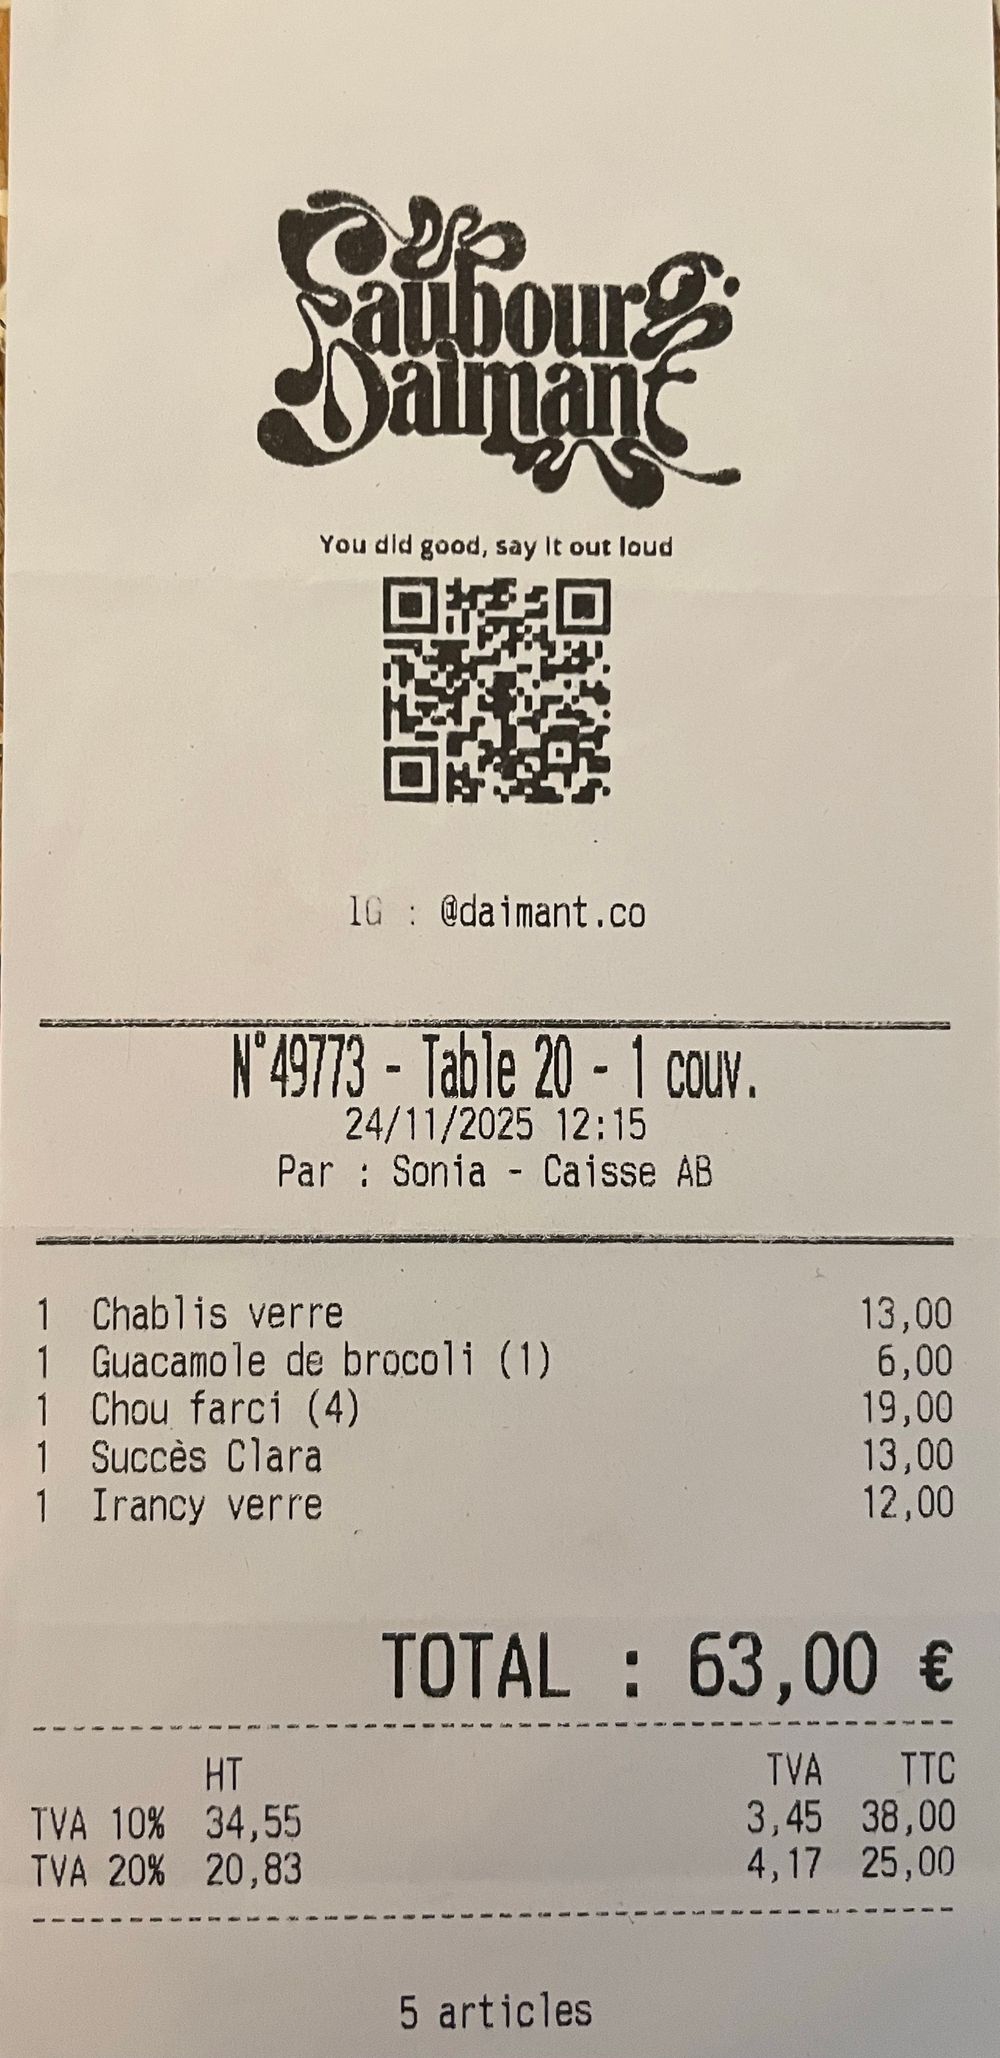 Faubourg
Daimant
You did good, say it out loud
IG : @daimant.co
N°49773 - Table 20 - 1 couv.
24/11/2025 12:15
Par : Sonia - Caisse AB
1 Chablis verre 13,00
1 Guacamole de brocoli (1) 6,00
1 Chou farci (4) 19,00
1 Succès Clara 13,00
1 Irancy verre 12,00
TOTAL : 63,00 €
HT TVA TTC
TVA 10% 34,55 3,45 38,00
TVA 20% 20,83 4,17 25,00
5 articles